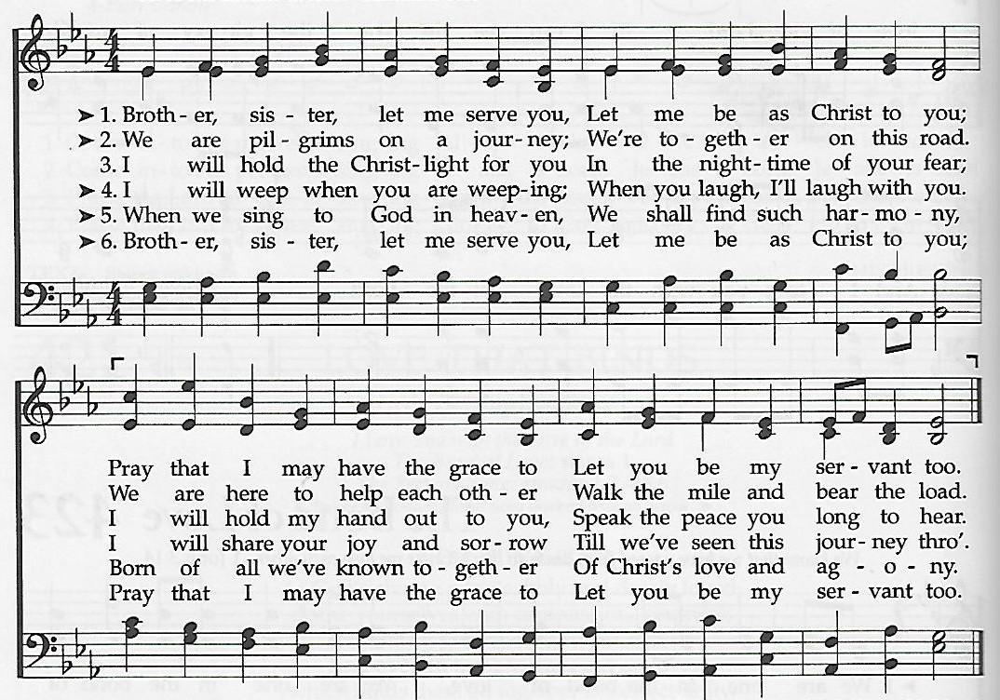 ➤ 1. Broth - er, sis - ter, let me serve you, Let me be as Christ to you;
➤ 2. We are pil - grims on a jour - ney; We're to - geth - er on this road.
3. I will hold the Christ - light for you In the night - time of your fear;
➤ 4. I will weep when you are weep - ing; When you laugh, I'll laugh with you.
➤ 5. When we sing to God in heav - en, We shall find such har - mo - ny,
➤ 6. Broth - er, sis - ter, let me serve you, Let me be as Christ to you;
Pray that I may have the grace to Let you be my ser - vant too.
We are here to help each oth - er Walk the mile and bear the load.
I will hold my hand out to you, Speak the peace you long to hear.
I will share your joy and sor - row Till we've seen this jour - ney thro'.
Born of all we've known to - geth - er Of Christ's love and ag - o - ny.
Pray that I may have the grace to Let you be my ser - vant too.